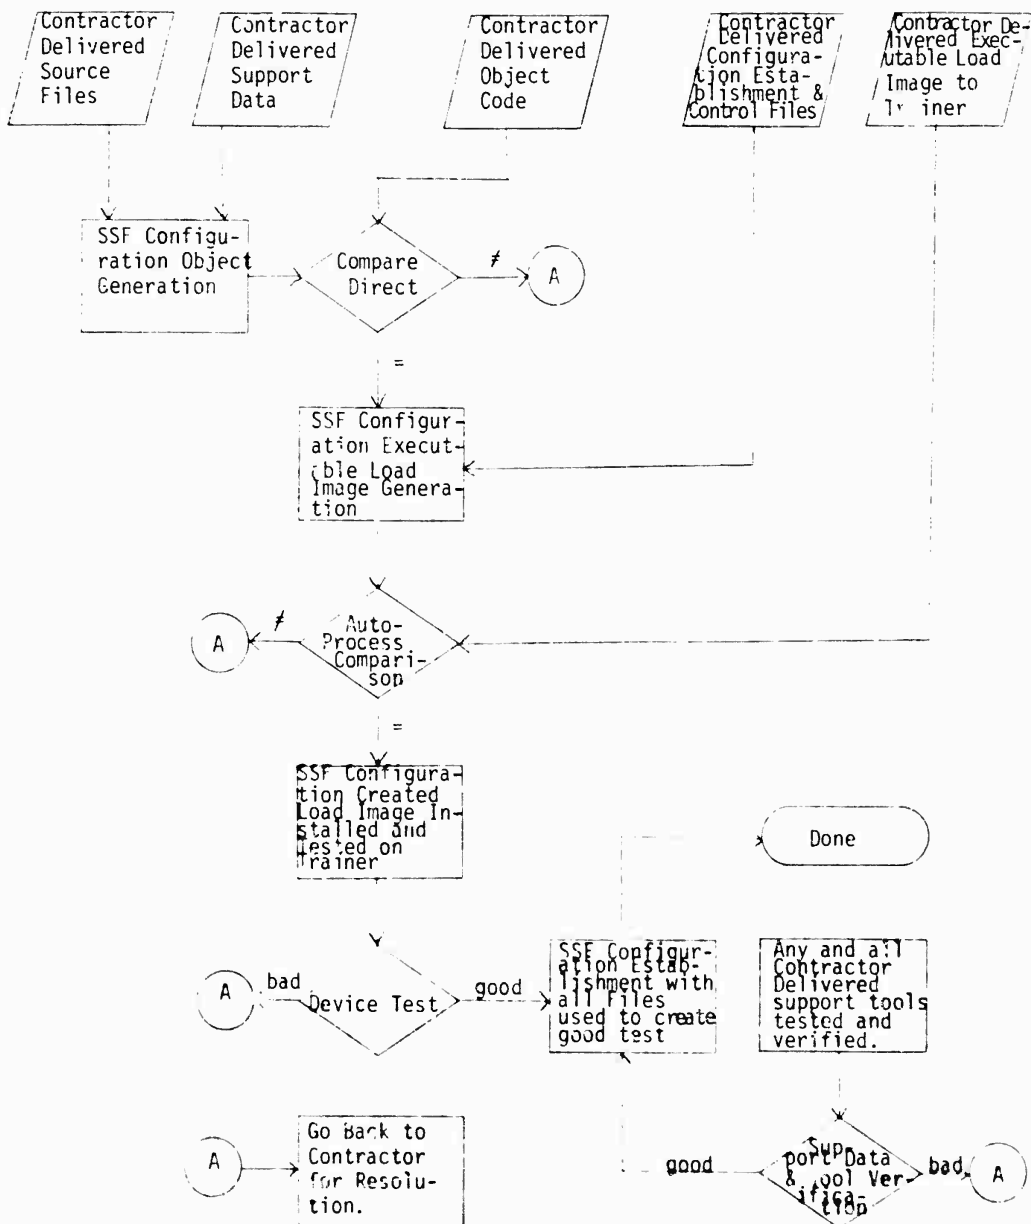 Contractor
Delivered
Source
Files
Contractor
Delivered
Support
Data
Contractor
Delivered
Object
Code
Contractor
Delivered
Configura-
tion Esta-
blishment &
Control Files
Contractor De-
livered Exec-
utable Load
Image to
SSF Configu-
ration Object
Generation
Compare
Direct
≠
A
=
SSF Configur-
ation Execut-
able Load
Image Genera-
tion
A
≠
Auto-
Process
Compari-
son
=
SSF Configura-
tion Created
Load Image In-
stalled and
Tested on
Trainer
Done
A
bad
Device Test
good
SSF Configur-
ation Estab-
lishment with
all Files
used to create
good test
Any and all
Contractor
Delivered
support tools
tested and
verified.
A
Go Back to
Contractor
for Resolu-
tion.
good
Sup-
port Data
& Tool Ver-
ifica-
tion
bad
A